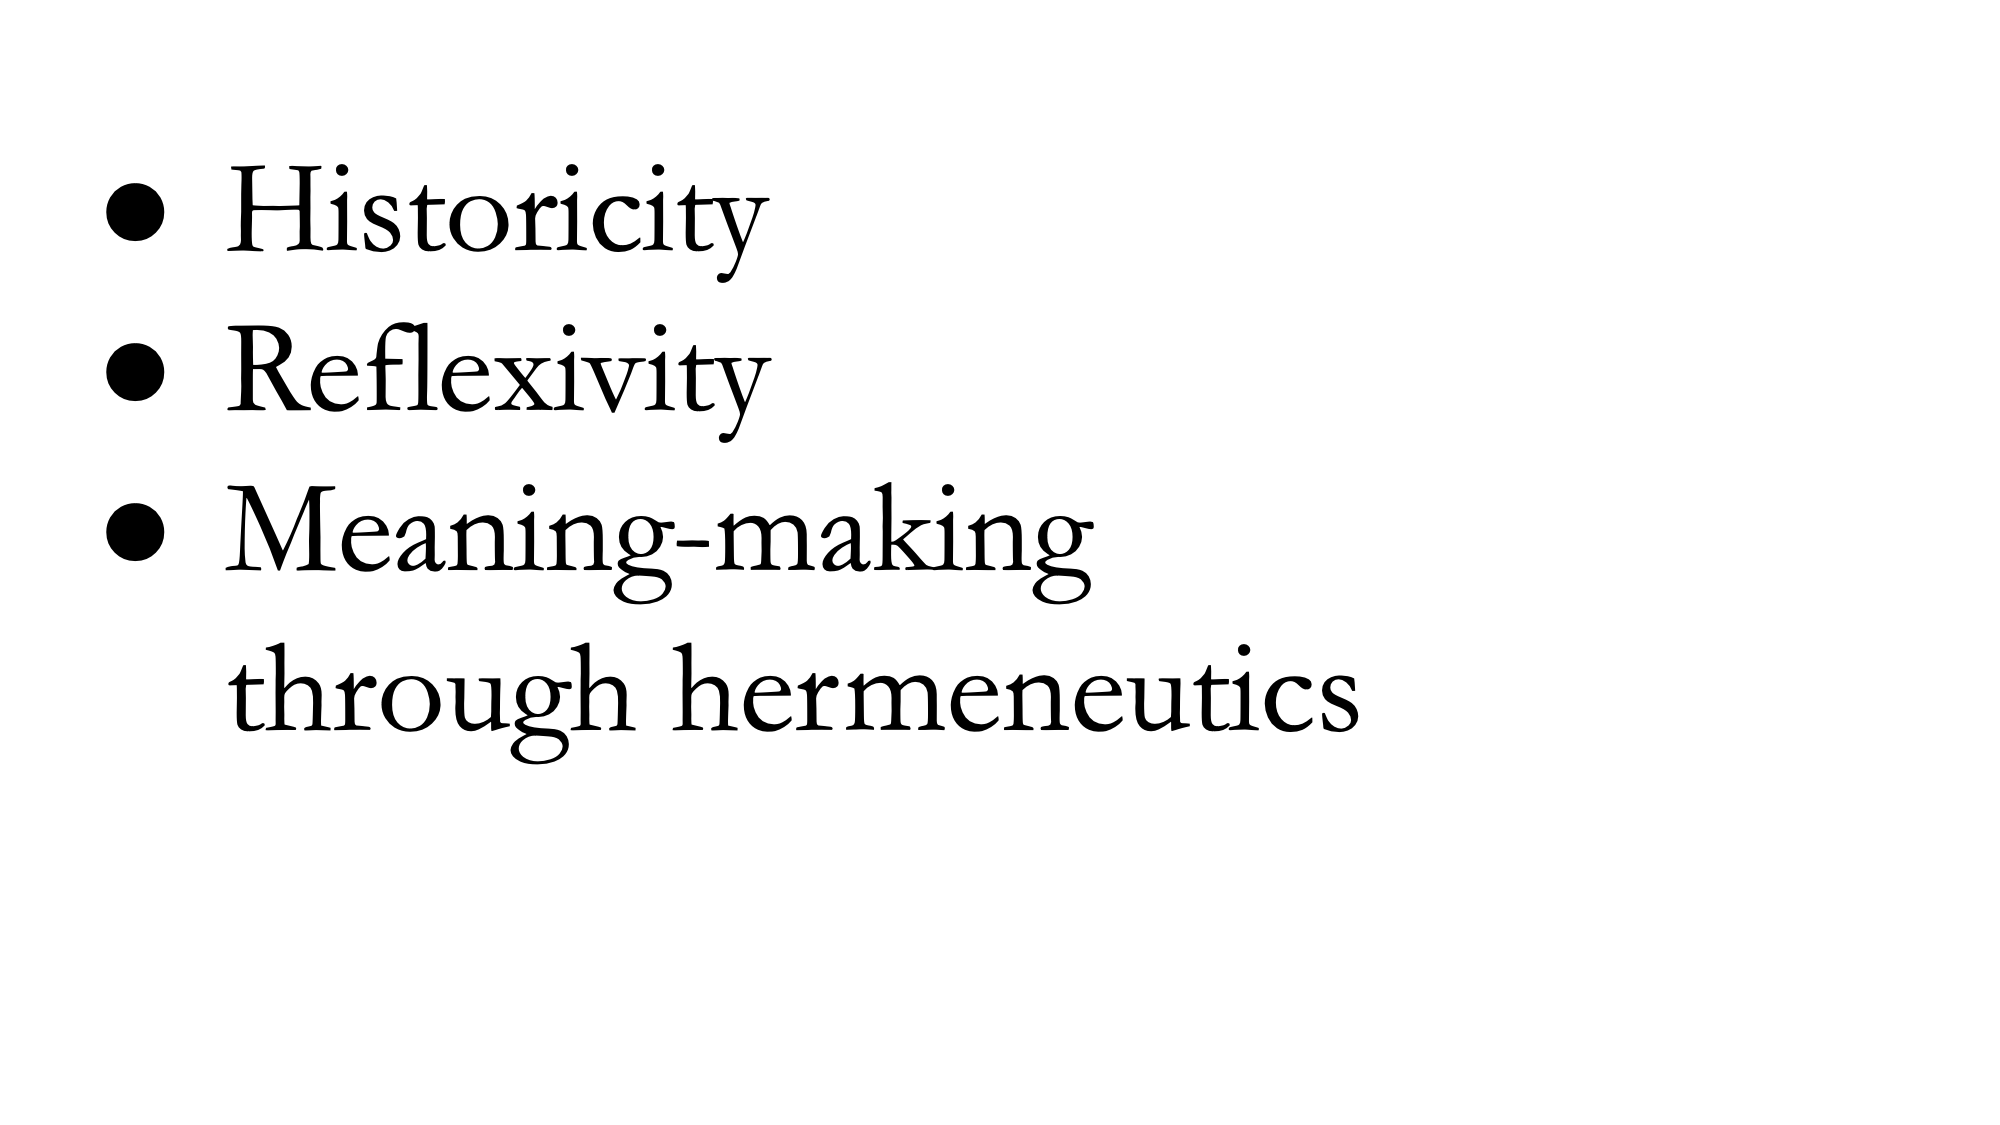 ● Historicity
● Reflexivity
● Meaning-making
through hermeneutics